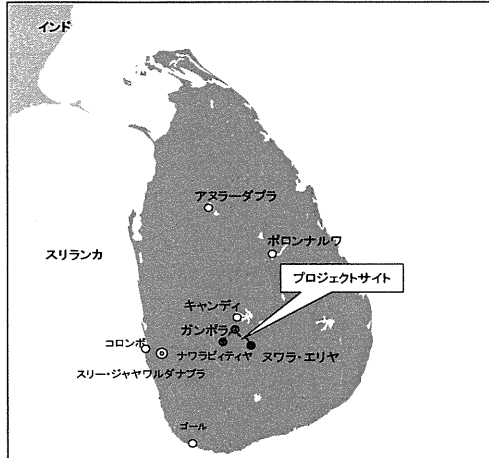 インド
アヌラーダプラ
ポロンナルワ
スリランカ
プロジェクトサイト
キャンディ
ガンポラ
コロンボ
ナワラピティヤ
ヌワラ・エリヤ
スリー・ジャヤワルダナプラ
ゴール